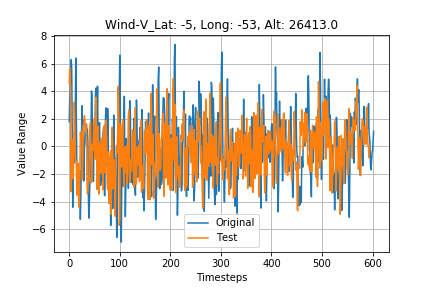 Wind-V_Lat: -5, Long: -53, Alt: 26413.0
Value Range
8
6
4
2
0
−2
−4
−6
Original
Test
0 100 200 300 400 500 600
Timesteps